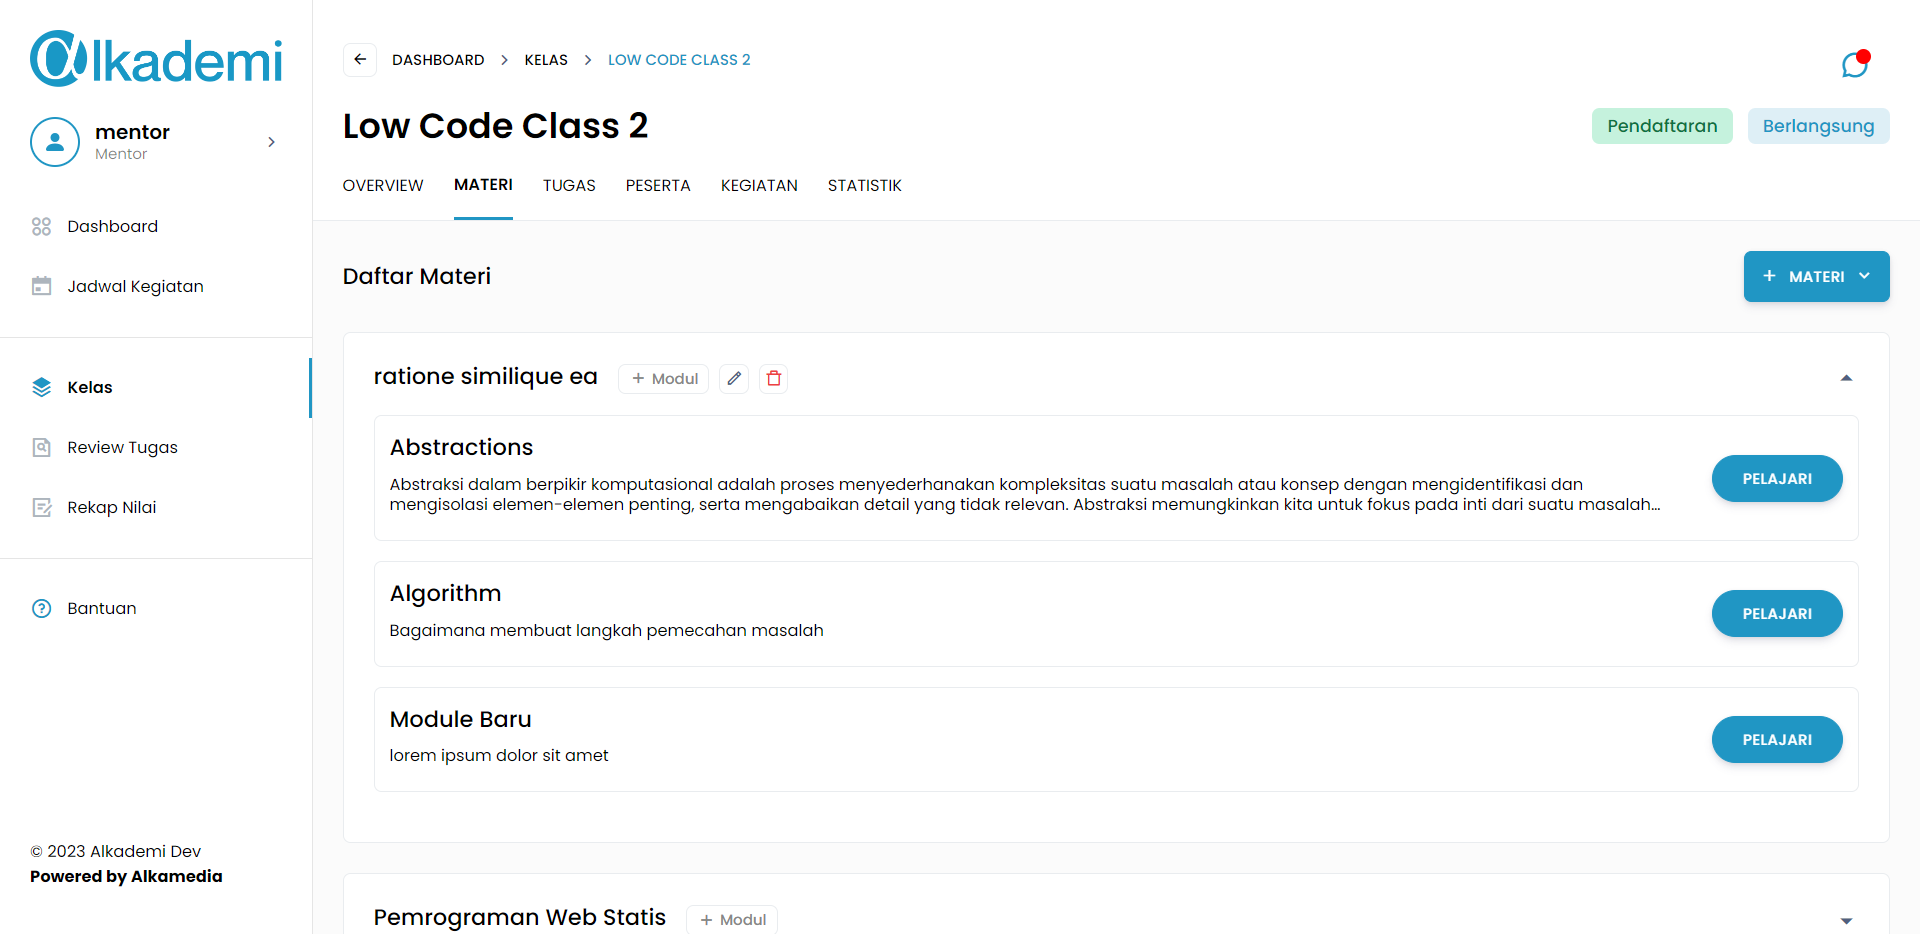 alkademi
mentor
Mentor
Dashboard
Jadwal Kegiatan
Kelas
Review Tugas
Rekap Nilai
Bantuan
© 2023 Alkademi Dev
Powered by Alkamedia
DASHBOARD > KELAS > LOW CODE CLASS 2
Low Code Class 2
Pendaftaran
Berlangsung
OVERVIEW MATERI TUGAS PESERTA KEGIATAN STATISTIK
Daftar Materi
+ MATERI
ratione similique ea
+ Modul
Abstractions
Abstraksi dalam berpikir komputasional adalah proses menyederhanakan kompleksitas suatu masalah atau konsep dengan mengidentifikasi dan
mengisolasi elemen-elemen penting, serta mengabaikan detail yang tidak relevan. Abstraksi memungkinkan kita untuk fokus pada inti dari suatu masalah...
PELAJARI
Algorithm
Bagaimana membuat langkah pemecahan masalah
PELAJARI
Module Baru
lorem ipsum dolor sit amet
PELAJARI
Pemrograman Web Statis
+ Modul